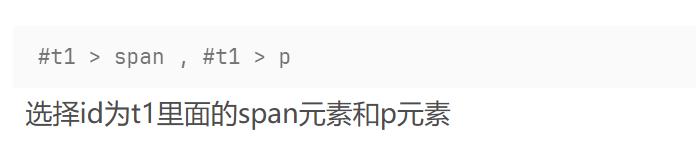 #t1 > span , #t1 > p
选择id为t1里面的span元素和p元素